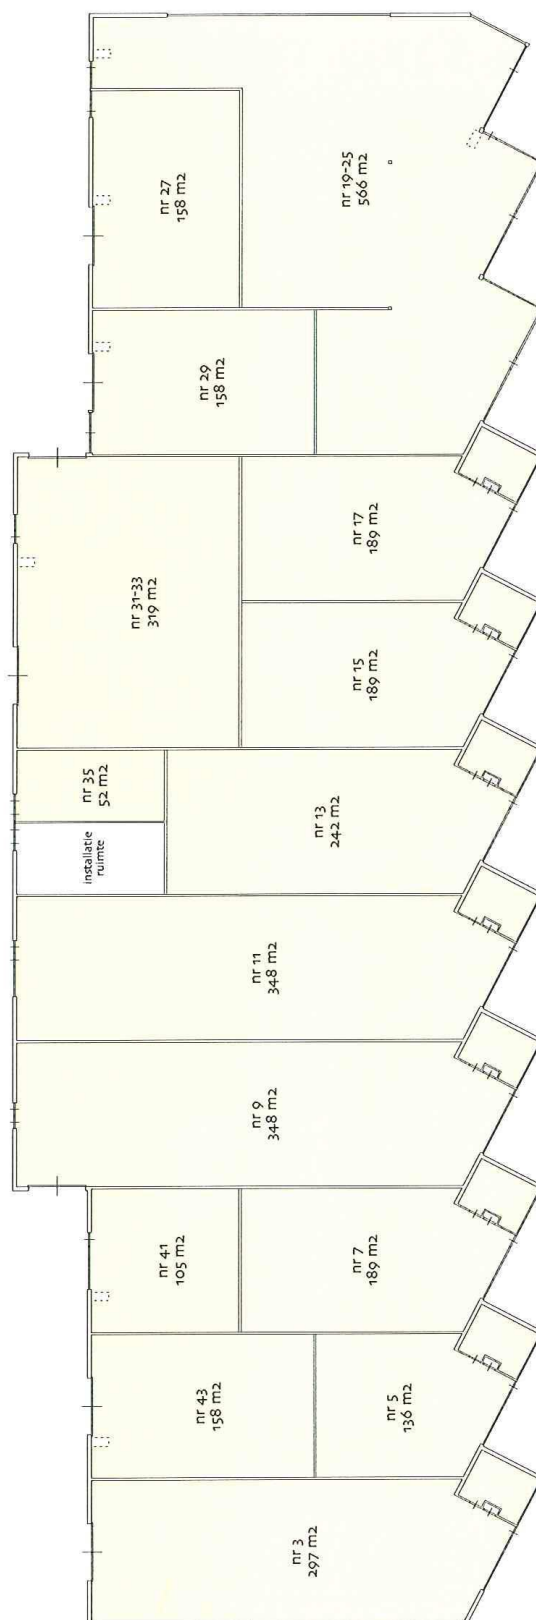 nr 27
158 m2
nr 19-25
566 m2
nr 29
158 m2
nr 31-33
319 m2
nr 17
189 m2
nr 15
189 m2
nr 35
52 m2
installatie
ruimte
nr 13
242 m2
nr 11
348 m2
nr 9
348 m2
nr 41
105 m2
nr 7
189 m2
nr 43
158 m2
nr 5
136 m2
nr 3
297 m2